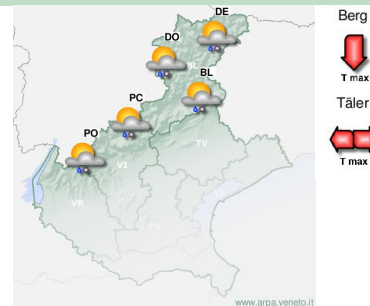 DE
DO
BL
PC
PO
TV
VI
VR
Berg
T max
Täler
T max
www.arpa.veneto.it